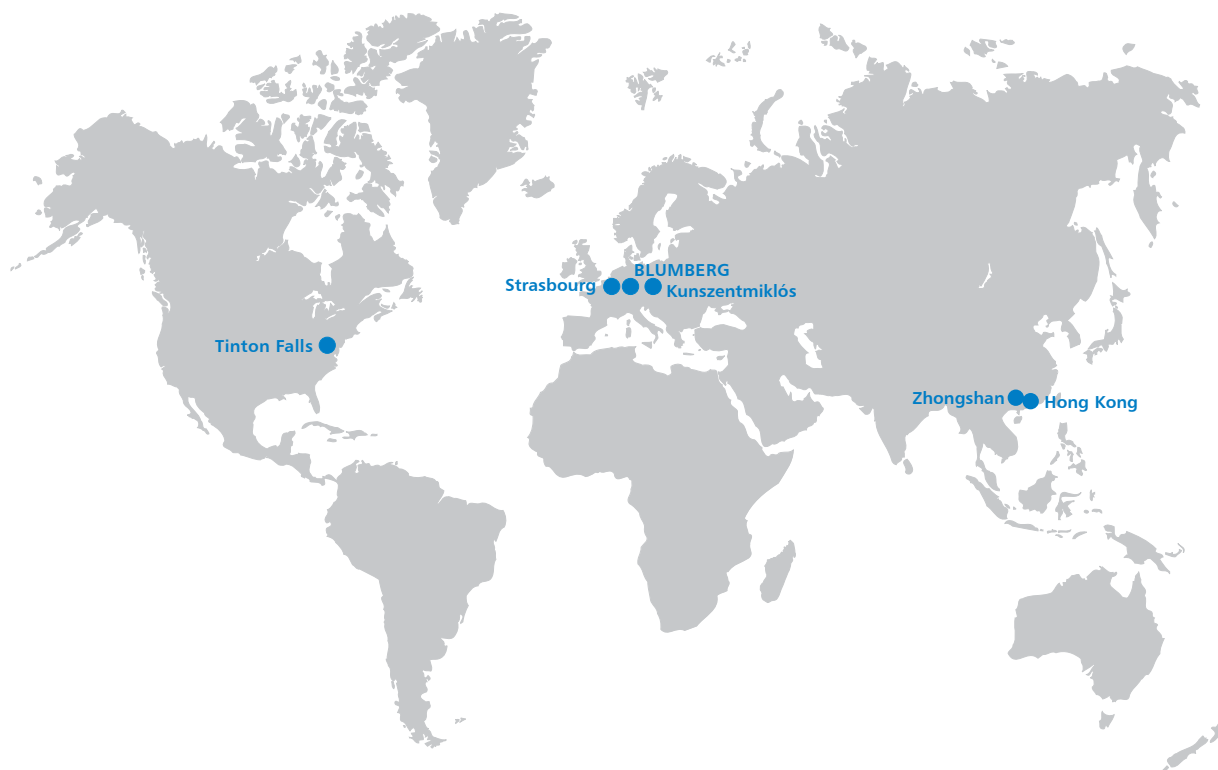 BLUMBERG
Strasbourg
Kunszentmiklós
Tinton Falls
Zhongshan
Hong Kong